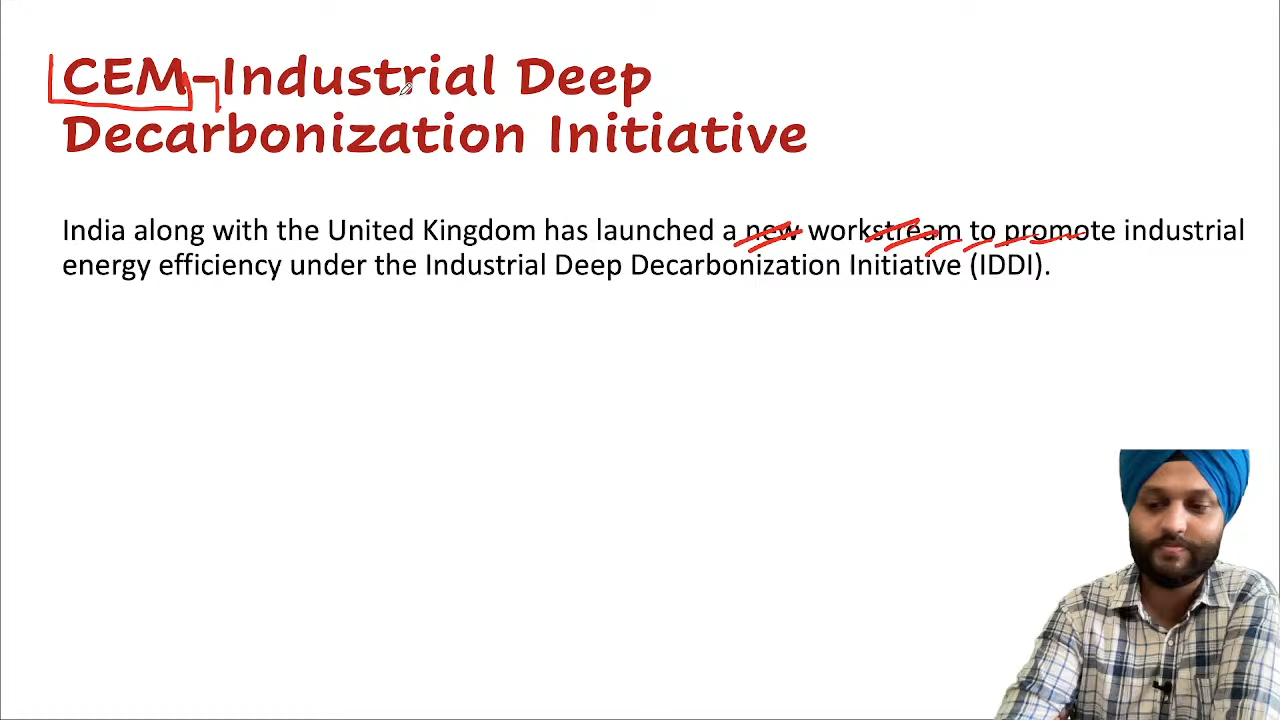 CEM-Industrial Deep
Decarbonization Initiative
India along with the United Kingdom has launched a new workstream to promote industrial
energy efficiency under the Industrial Deep Decarbonization Initiative (IDDI).